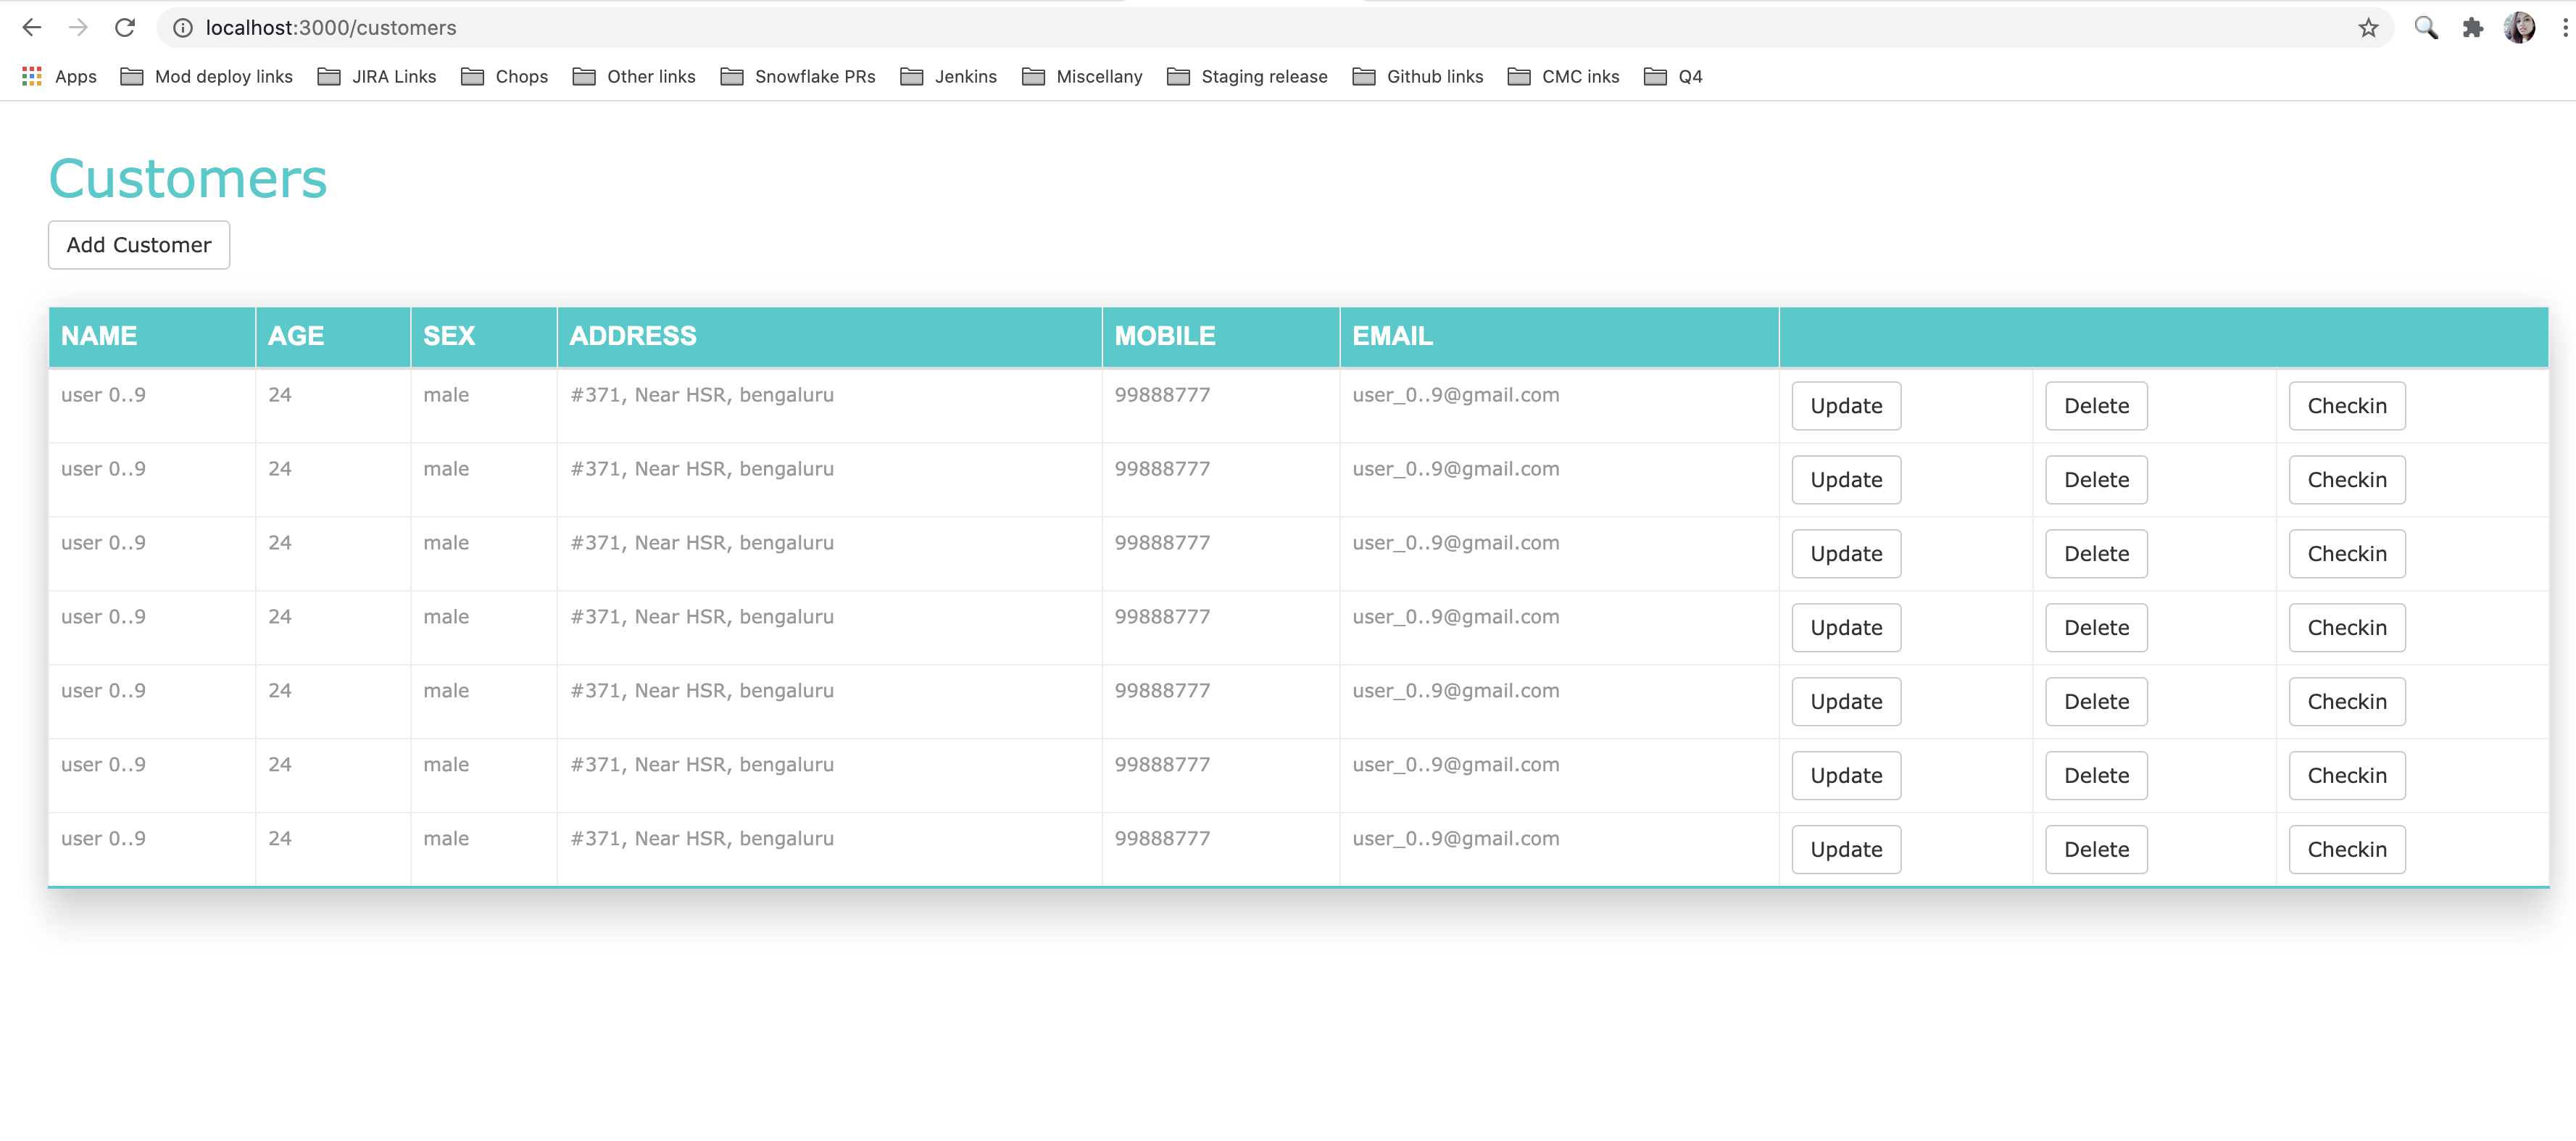 localhost:3000/customers
Apps Mod deploy links JIRA Links Chops Other links Snowflake PRs Jenkins Miscellany Staging release Github links CMC inks Q4
Customers
Add Customer
NAME AGE SEX ADDRESS MOBILE EMAIL
user 0..9 24 male #371, Near HSR, bengaluru 99888777 user_0..9@gmail.com Update Delete Checkin
user 0..9 24 male #371, Near HSR, bengaluru 99888777 user_0..9@gmail.com Update Delete Checkin
user 0..9 24 male #371, Near HSR, bengaluru 99888777 user_0..9@gmail.com Update Delete Checkin
user 0..9 24 male #371, Near HSR, bengaluru 99888777 user_0..9@gmail.com Update Delete Checkin
user 0..9 24 male #371, Near HSR, bengaluru 99888777 user_0..9@gmail.com Update Delete Checkin
user 0..9 24 male #371, Near HSR, bengaluru 99888777 user_0..9@gmail.com Update Delete Checkin
user 0..9 24 male #371, Near HSR, bengaluru 99888777 user_0..9@gmail.com Update Delete Checkin